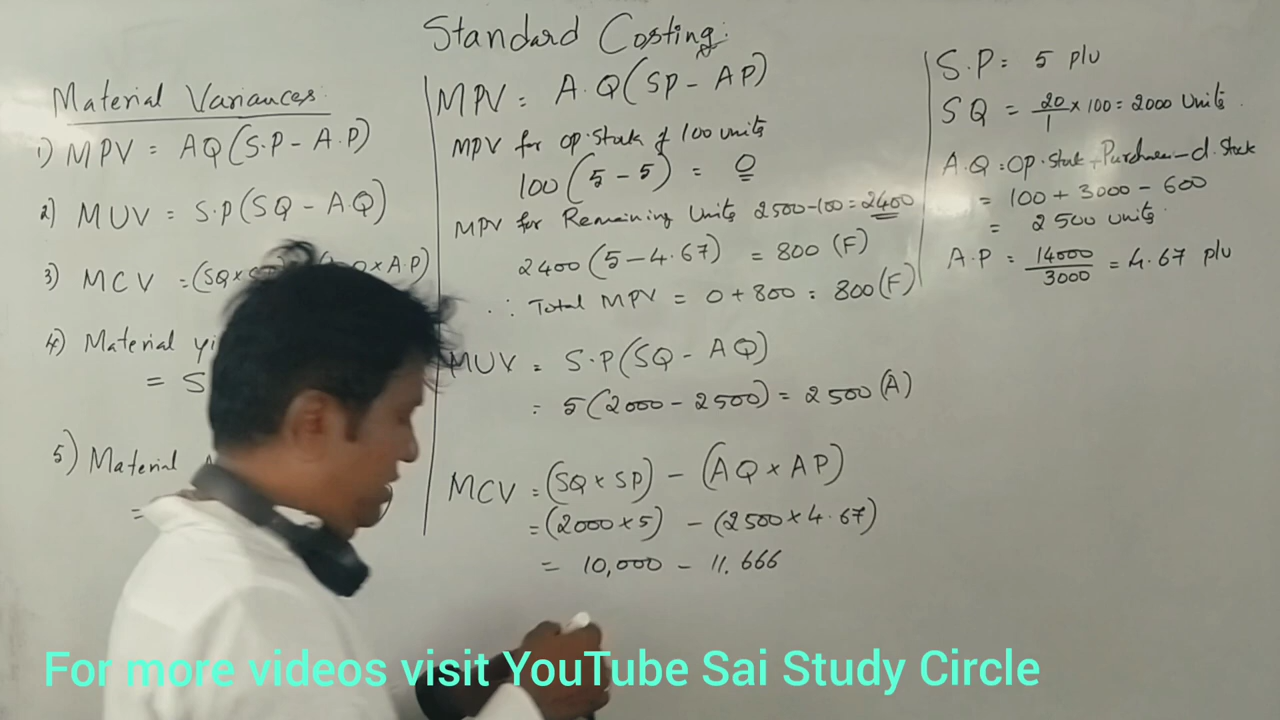 Standard Costing:
Material Variances:
1) MPV = AQ(S.P - A.P)
2) MUV = S.P(SQ - AQ)
3) MCV = (SQ x × A.P)
4) Material
= S
5) Material
=
MPV = A.Q(SP - AP)
MPV for op. stock of 100 units
100(5 - 5) = 0
MPV for Remaining Units 2500-100 = 2400
2400(5 - 4.67) = 800 (F)
∴ Total MPV = 0 + 800 = 800(F)
MUV = S.P(SQ - AQ)
= 5(2000 - 2500) = 2500(A)
MCV = (SQ × SP) - (AQ × AP)
= (2000 × 5) - (2500 × 4.67)
= 10,000 - 11,666
S.P = 5 p/u
SQ = 20/1 × 100 = 2000 Units.
A.Q = Op. Stock + Purchase - cl. Stock
= 100 + 3000 - 600
= 2500 units.
A.P = 14000/3000 = 4.67 p/u
For more videos visit YouTube Sai Study Circle